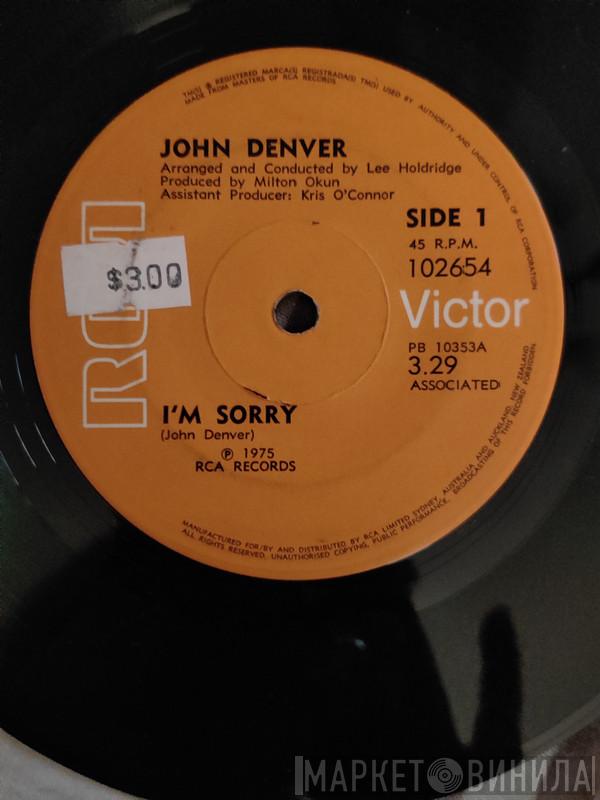 TM(S) ® REGISTERED MARCA(S) REGISTRADA(S) TM(S) USED BY AUTHORITY AND UNDER CONTROL OF RCA CORPORATION
MADE FROM MASTERS OF RCA RECORDS
JOHN DENVER
Arranged and Conducted by Lee Holdridge
Produced by Milton Okun
Assistant Producer: Kris O'Connor
SIDE 1
45 R.P.M.
102654
$3.00
RCA
Victor
PB 10353A
3.29
ASSOCIATED
I'M SORRY
(John Denver)
℗ 1975
RCA RECORDS
MANUFACTURED FOR/BY AND DISTRIBUTED BY RCA LIMITED SYDNEY, AUSTRALIA AND AUCKLAND, NEW ZEALAND
ALL RIGHTS RESERVED. UNAUTHORISED COPYING, PUBLIC PERFORMANCE, BROADCASTING OF THIS RECORD FORBIDDEN
МАРКЕТ ВИНИЛА